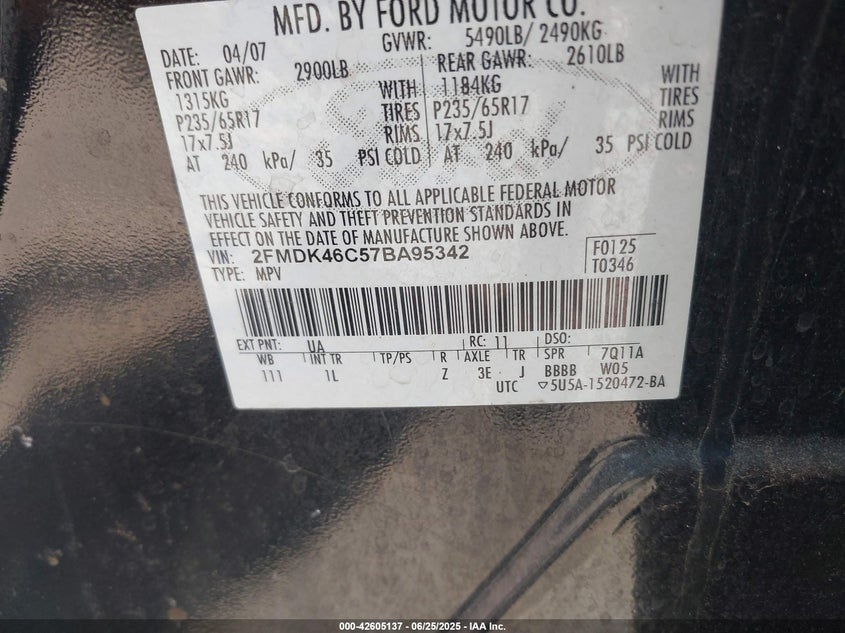 MFD. BY FORD MOTOR CO.
DATE: 04/07 GVWR: 5490LB/ 2490KG
FRONT GAWR: 2900LB REAR GAWR: 2610LB
1315KG WITH 1184KG WITH
P235/65R17 TIRES P235/65R17 TIRES
17x7.5J RIMS 17x7.5J RIMS
AT 240 kPa/ 35 PSI COLD AT 240 kPa/ 35 PSI COLD
THIS VEHICLE CONFORMS TO ALL APPLICABLE FEDERAL MOTOR
VEHICLE SAFETY AND THEFT PREVENTION STANDARDS IN
EFFECT ON THE DATE OF MANUFACTURE SHOWN ABOVE.
VIN: 2FMDK46C57BA95342 F0125
TYPE: MPV T0346
EXT PNT: UA RC: 11 DSO:
WB INT TR TP/PS R AXLE TR SPR 7Q11A
111 1L Z 3E J BBBB W05
UTC ▽5U5A-1520472-BA
000-42605137 - 06/25/2025 - IAA Inc.